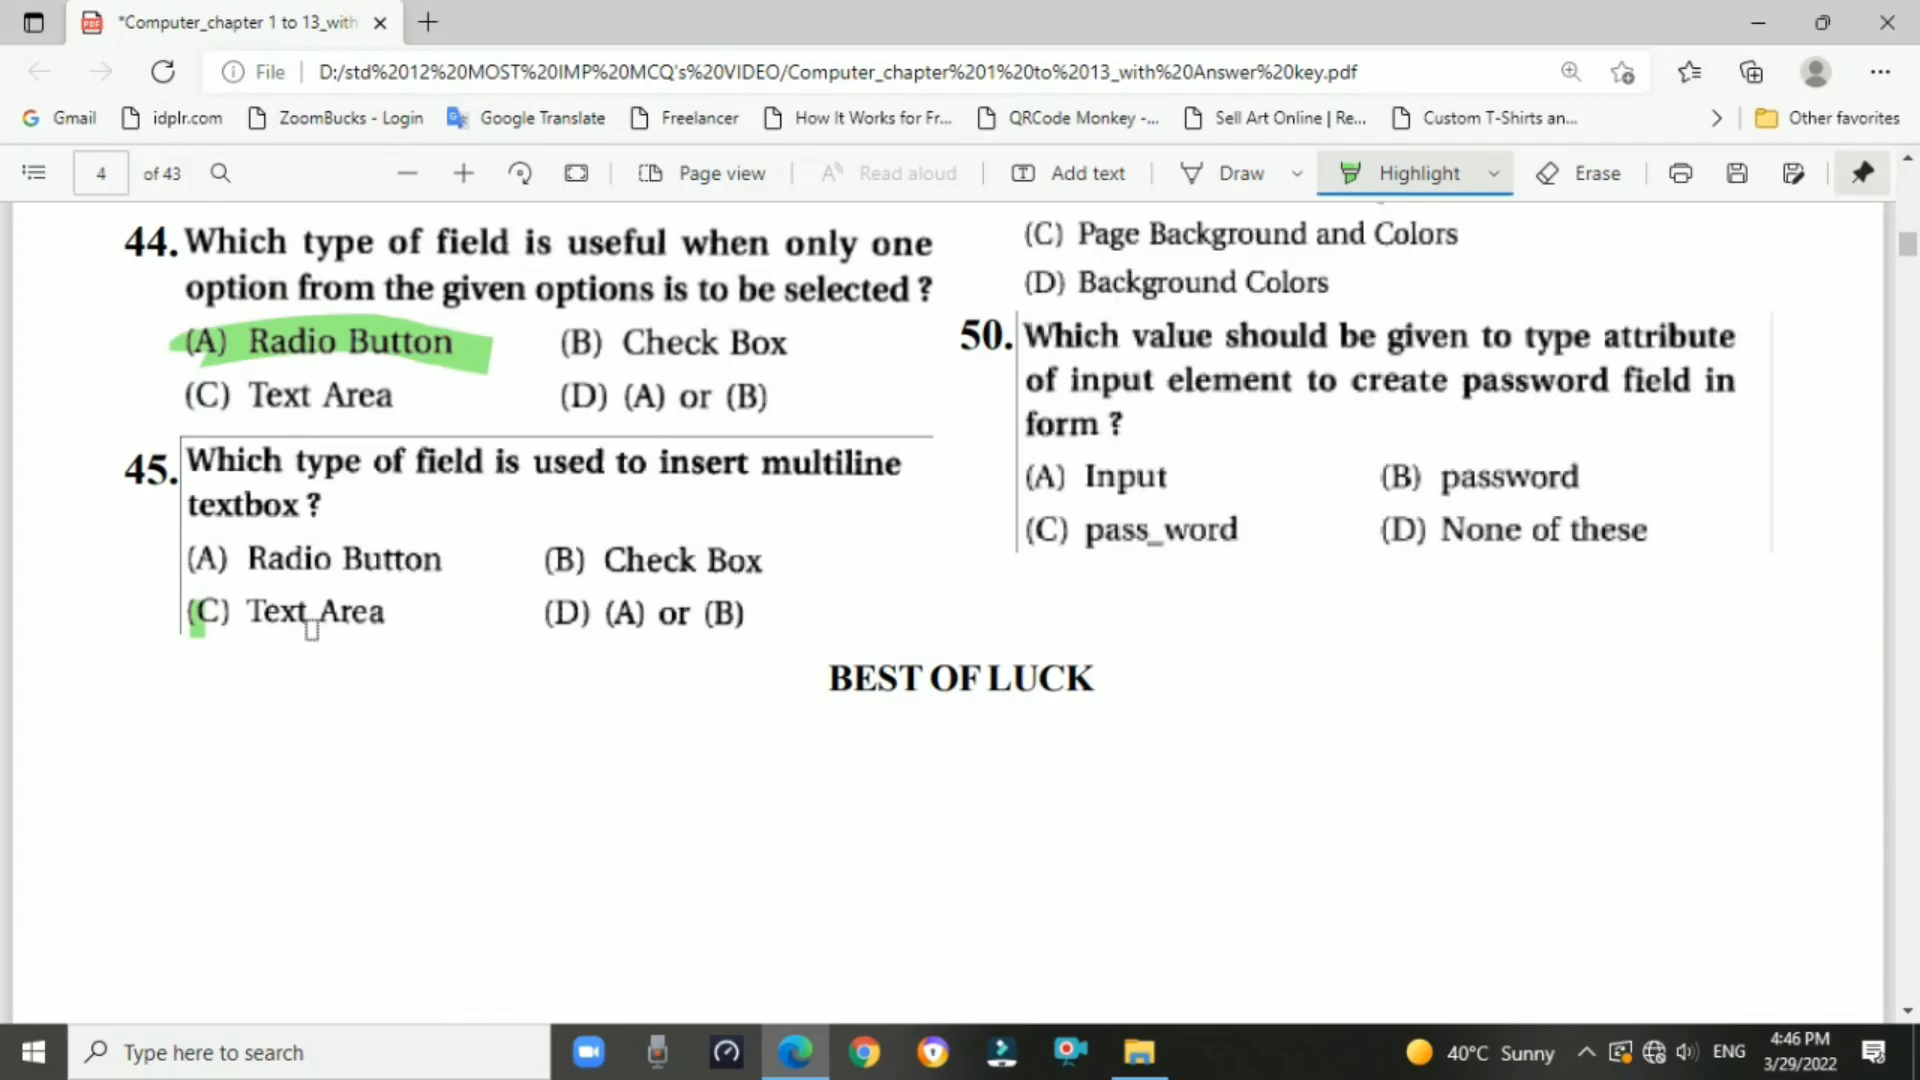 *Computer_chapter 1 to 13_with
File
D:/std%2012%20MOST%20IMP%20MCQ's%20VIDEO/Computer_chapter%201%20to%2013_with%20Answer%20key.pdf
Gmail
idplr.com
ZoomBucks - Login
Google Translate
Freelancer
How It Works for Fr...
QRCode Monkey -...
Sell Art Online | Re...
Custom T-Shirts an...
Other favorites
4 of 43
Page view
Read aloud
Add text
Draw
Highlight
Erase
44. Which type of field is useful when only one
option from the given options is to be selected ?
(A) Radio Button (B) Check Box
(C) Text Area (D) (A) or (B)
45. Which type of field is used to insert multiline
textbox ?
(A) Radio Button (B) Check Box
(C) Text Area (D) (A) or (B)
(C) Page Background and Colors
(D) Background Colors
50. Which value should be given to type attribute
of input element to create password field in
form ?
(A) Input (B) password
(C) pass_word (D) None of these
BEST OF LUCK
Type here to search
40°C Sunny
ENG
4:46 PM
3/29/2022